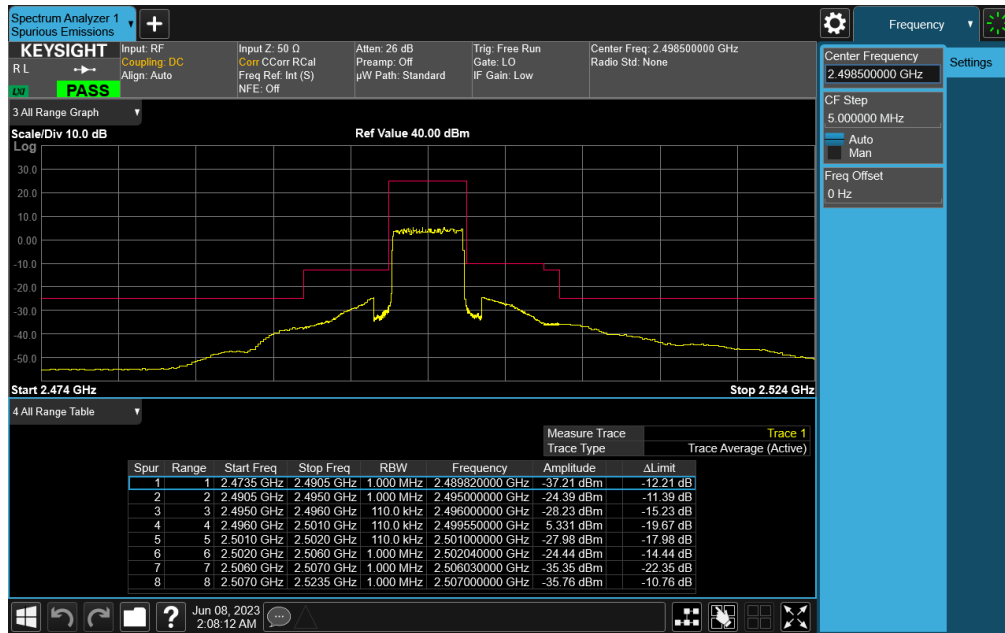 Spectrum Analyzer 1
Spurious Emissions
+
Frequency
KEYSIGHT
R L
LXI
PASS
Input: RF
Coupling: DC
Align: Auto
Input Z: 50 Ω
Corr CCorr RCal
Freq Ref: Int (S)
NFE: Off
Atten: 26 dB
Preamp: Off
µW Path: Standard
Trig: Free Run
Gate: LO
IF Gain: Low
Center Freq: 2.498500000 GHz
Radio Std: None
Center Frequency
2.498500000 GHz
Settings
CF Step
5.000000 MHz
Auto
Man
Freq Offset
0 Hz
3 All Range Graph
Scale/Div 10.0 dB
Ref Value 40.00 dBm
Log
30.0
20.0
10.0
0.00
-10.0
-20.0
-30.0
-40.0
-50.0
Start 2.474 GHz
Stop 2.524 GHz
4 All Range Table
Measure Trace Trace 1
Trace Type Trace Average (Active)
Spur Range Start Freq Stop Freq RBW Frequency Amplitude ΔLimit
1 1 2.4735 GHz 2.4905 GHz 1.000 MHz 2.489820000 GHz -37.21 dBm -12.21 dB
2 2 2.4905 GHz 2.4950 GHz 1.000 MHz 2.495000000 GHz -24.39 dBm -11.39 dB
3 3 2.4950 GHz 2.4960 GHz 110.0 kHz 2.496000000 GHz -28.23 dBm -15.23 dB
4 4 2.4960 GHz 2.5010 GHz 110.0 kHz 2.499550000 GHz 5.331 dBm -19.67 dB
5 5 2.5010 GHz 2.5020 GHz 110.0 kHz 2.501000000 GHz -27.98 dBm -17.98 dB
6 6 2.5020 GHz 2.5060 GHz 1.000 MHz 2.502040000 GHz -24.44 dBm -14.44 dB
7 7 2.5060 GHz 2.5070 GHz 1.000 MHz 2.506030000 GHz -35.35 dBm -22.35 dB
8 8 2.5070 GHz 2.5235 GHz 1.000 MHz 2.507000000 GHz -35.76 dBm -10.76 dB
?
Jun 08, 2023
2:08:12 AM